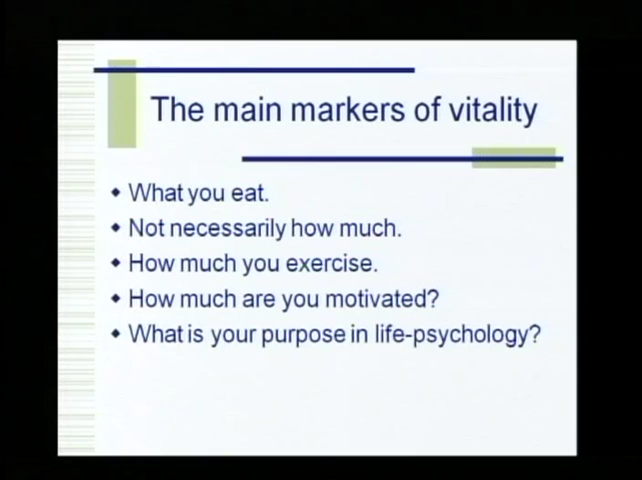 The main markers of vitality
What you eat.
Not necessarily how much.
How much you exercise.
How much are you motivated?
What is your purpose in life-psychology?